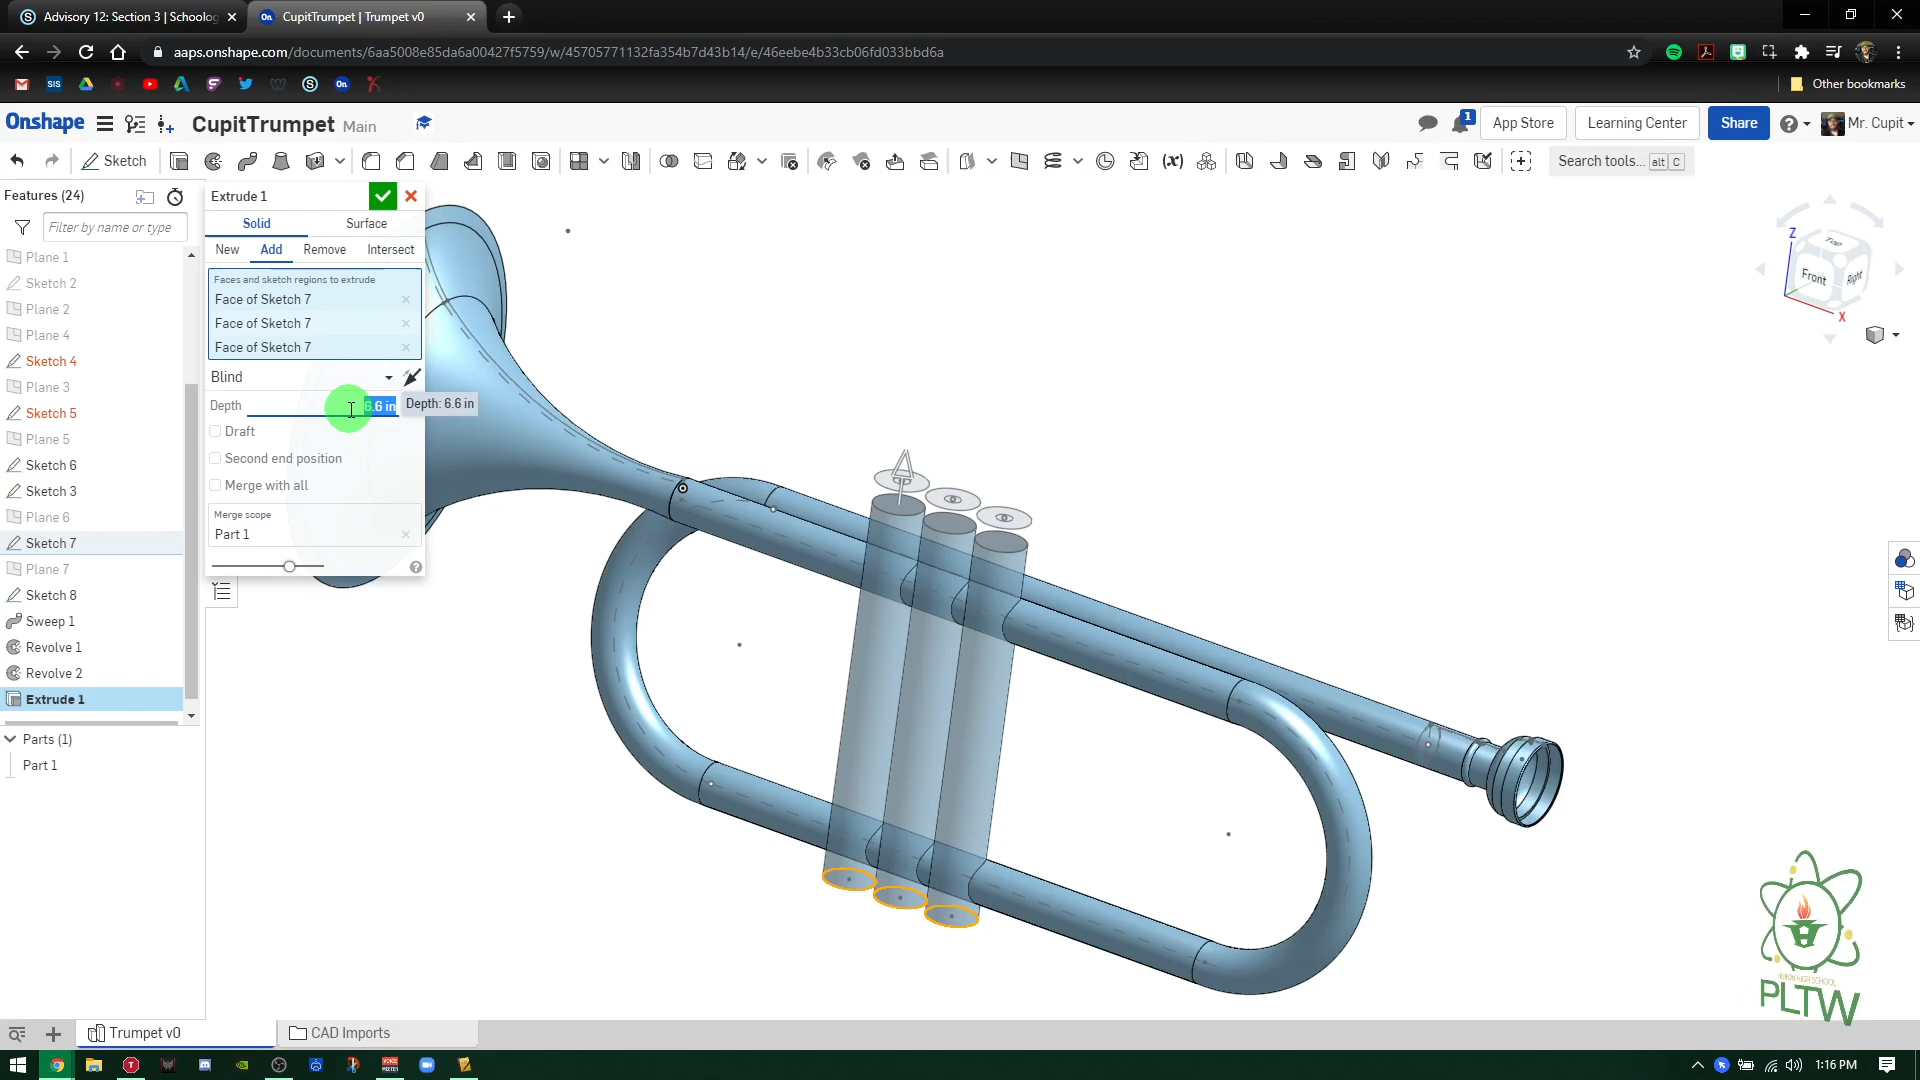 Advisory 12: Section 3 | Schoolog
CupitTrumpet | Trumpet v0
aaps.onshape.com/documents/6aa5008e85da6a00427f5759/w/45705771132fa354b7d43b14/e/46eebe4b33cb06fd033bbd6a
SIS
On
Other bookmarks
Onshape
CupitTrumpet Main
1
App Store
Learning Center
Share
Mr. Cupit
Sketch
(x)
Search tools... alt C
Features (24)
Filter by name or type
Plane 1
Sketch 2
Plane 2
Plane 4
Sketch 4
Plane 3
Sketch 5
Plane 5
Sketch 6
Sketch 3
Plane 6
Sketch 7
Plane 7
Sketch 8
Sweep 1
Revolve 1
Revolve 2
Extrude 1
Parts (1)
Part 1
Extrude 1
Solid
Surface
New
Add
Remove
Intersect
Faces and sketch regions to extrude
Face of Sketch 7
Face of Sketch 7
Face of Sketch 7
Blind
Depth
6.6 in
Depth: 6.6 in
Draft
Second end position
Merge with all
Merge scope
Part 1
Z
Top
Front
Right
X
HURON HIGH SCHOOL
PLTW
Trumpet v0
CAD Imports
1:16 PM